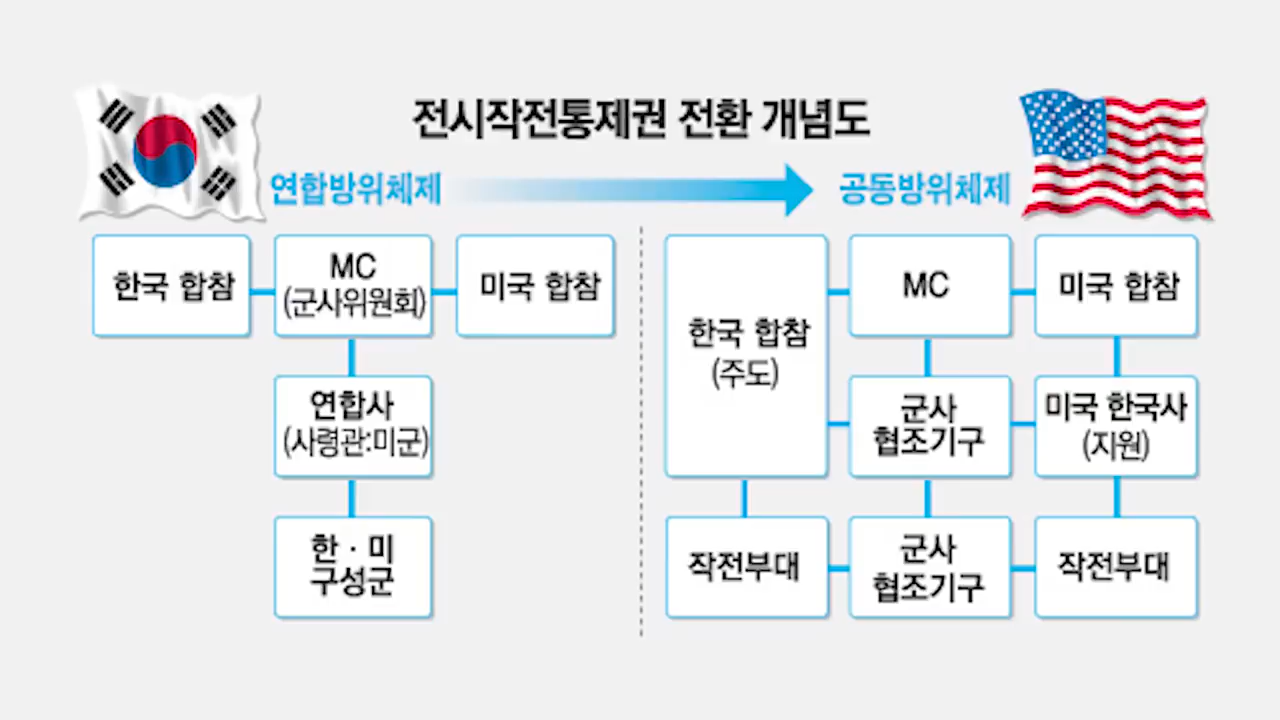 전시작전통제권 전환 개념도
연합방위체제
공동방위체제
한국 합참
MC
(군사위원회)
미국 합참
연합사
(사령관:미군)
한·미
구성군
한국 합참
(주도)
MC
미국 합참
군사
협조기구
미국 한국사
(지원)
작전부대
군사
협조기구
작전부대